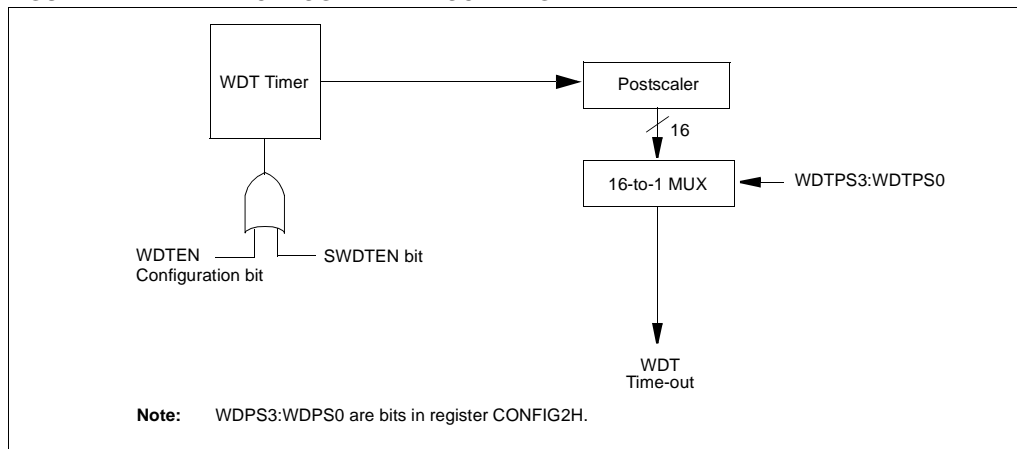 WDT Timer
Postscaler
16
16-to-1 MUX
WDTPS3:WDTPS0
WDTEN
Configuration bit
SWDTEN bit
WDT
Time-out
Note: WDPS3:WDPS0 are bits in register CONFIG2H.